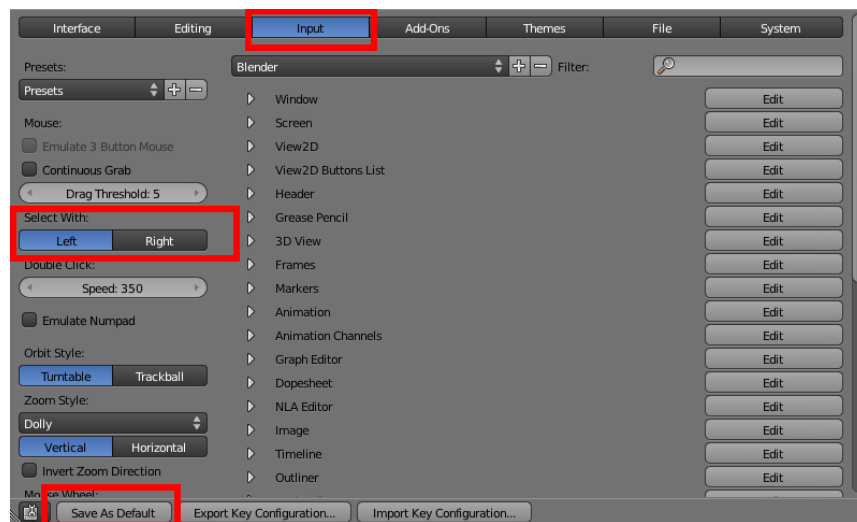 Interface Editing Input Add-Ons Themes File System
Presets:
Presets
Mouse:
Emulate 3 Button Mouse
Continuous Grab
Drag Threshold: 5
Select With:
Left Right
Double Click:
Speed: 350
Emulate Numpad
Orbit Style:
Turntable Trackball
Zoom Style:
Dolly
Vertical Horizontal
Invert Zoom Direction
Mouse Wheel:
Blender Filter:
Window Edit
Screen Edit
View2D Edit
View2D Buttons List Edit
Header Edit
Grease Pencil Edit
3D View Edit
Frames Edit
Markers Edit
Animation Edit
Animation Channels Edit
Graph Editor Edit
Dopesheet Edit
NLA Editor Edit
Image Edit
Timeline Edit
Outliner Edit
Save As Default Export Key Configuration... Import Key Configuration...